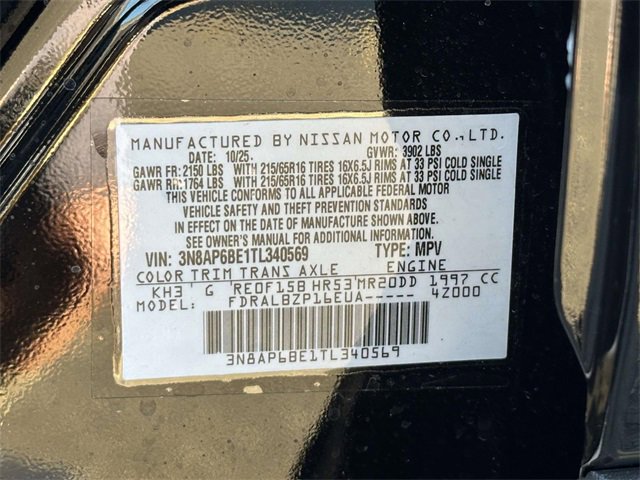 MANUFACTURED BY NISSAN MOTOR CO.,LTD.
DATE: 10/25. GVWR: 3902 LBS
GAWR FR: 2150 LBS WITH 215/65R16 TIRES 16X6.5J RIMS AT 33 PSI COLD SINGLE
GAWR RR: 1764 LBS WITH 215/65R16 TIRES 16X6.5J RIMS AT 33 PSI COLD SINGLE
THIS VEHICLE CONFORMS TO ALL APPLICABLE FEDERAL MOTOR
VEHICLE SAFETY AND THEFT PREVENTION STANDARDS
IN EFFECT ON THE DATE OF MANUFACTURE SHOWN ABOVE.
SEE OWNER'S MANUAL FOR ADDITIONAL INFORMATION.
VIN: 3N8AP6BE1TL340569 TYPE: MPV
COLOR TRIM TRANS AXLE ENGINE
KH3 G RE0F15B HR53 MR20DD 1997 CC
MODEL: FDRALBZP16EUA----- 4Z000
3N8AP6BE1TL340569